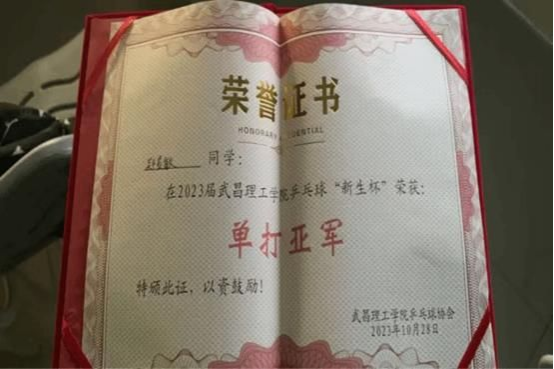 荣誉证书
同学：
在2023届武昌理工学院乒乓球“新生杯”荣获：
单打亚军
特颁此证，以资鼓励！
武昌理工学院乒乓球协会
2023年10月28日